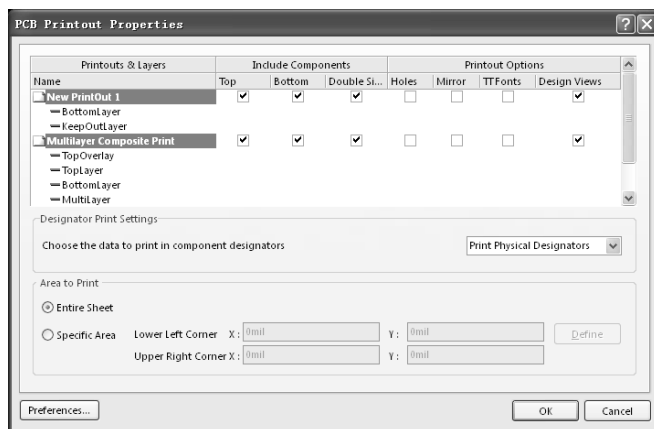 PCB Printout Properties
Printouts & Layers Include Components Printout Options
Name Top Bottom Double Si... Holes Mirror TTFonts Design Views
New PrintOut 1
BottomLayer
KeepOutLayer
Multilayer Composite Print
TopOverlay
TopLayer
BottomLayer
MultiLayer
Designator Print Settings
Choose the data to print in component designators Print Physical Designators
Area to Print
Entire Sheet
Specific Area Lower Left Corner X : 0mil Y : 0mil Define
Upper Right Corner X : 0mil Y : 0mil
Preferences... OK Cancel